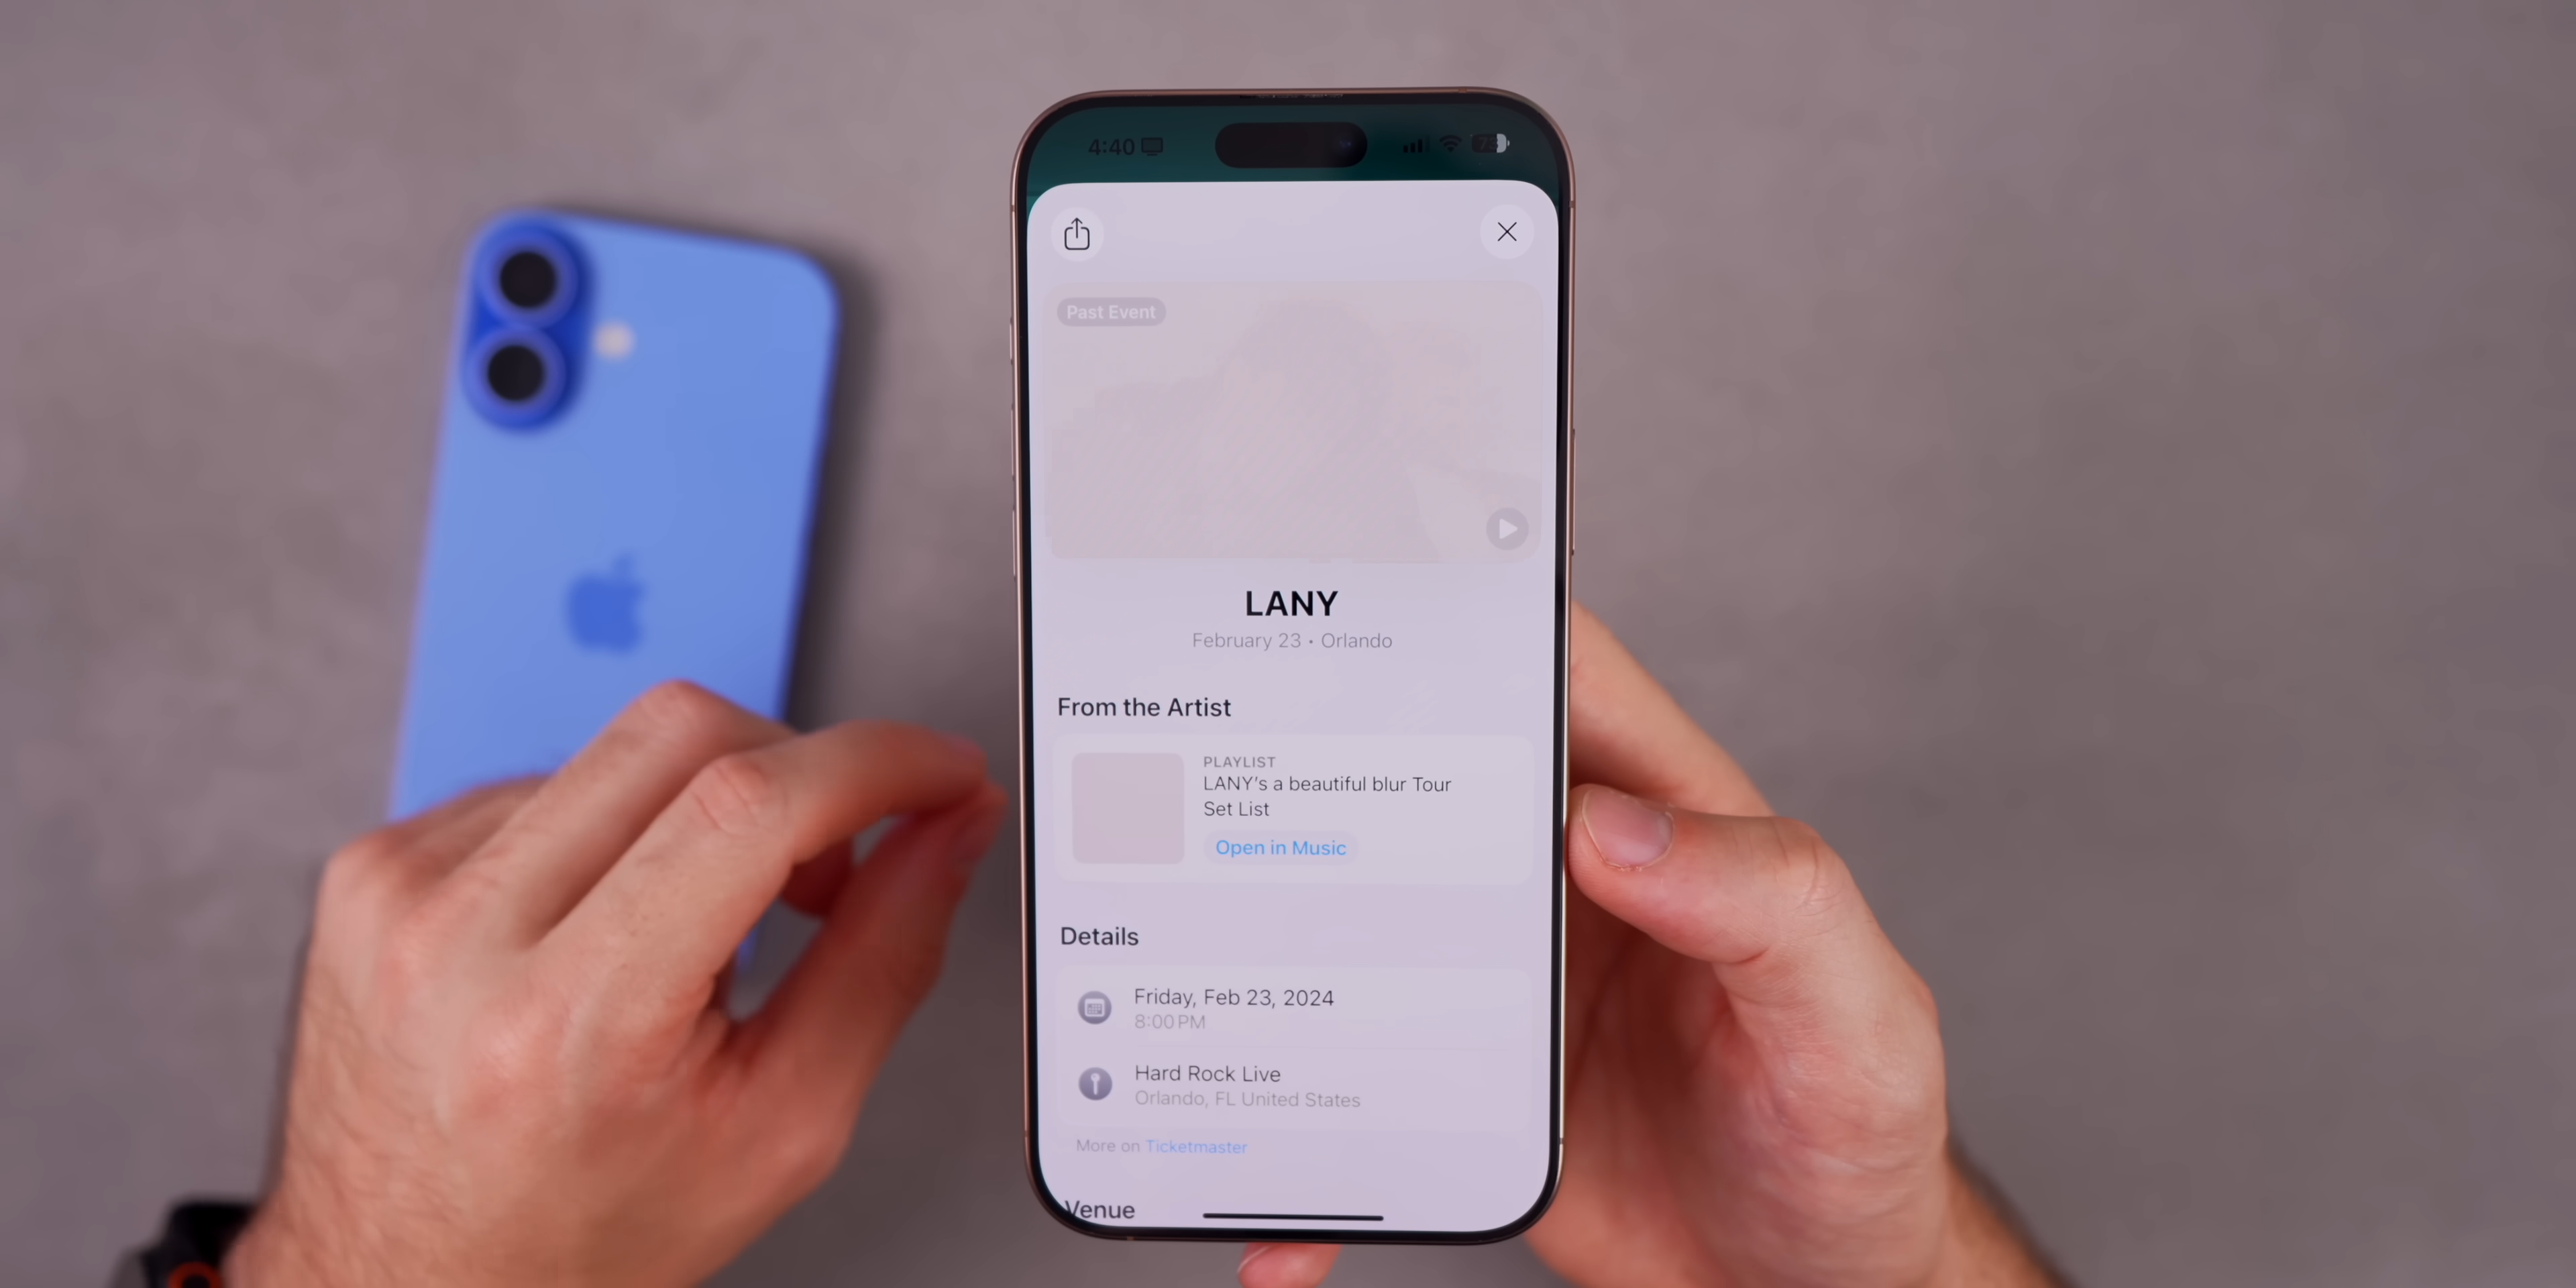 4:40
Past Event
LANY
February 23 • Orlando
From the Artist
PLAYLIST
LANY's a beautiful blur Tour
Set List
Open in Music
Details
Friday, Feb 23, 2024
8:00 PM
Hard Rock Live
Orlando, FL United States
More on Ticketmaster
Venue